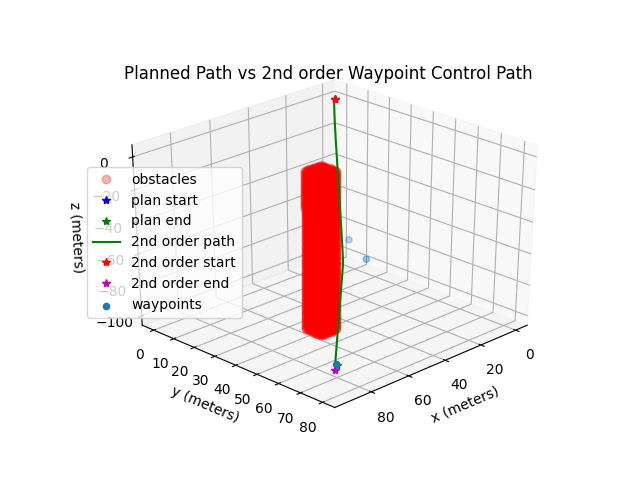 Planned Path vs 2nd order Waypoint Control Path
obstacles
plan start
plan end
2nd order path
2nd order start
2nd order end
waypoints
z (meters)
0
−20
−40
−60
−80
−100
0
10
20
30
40
50
60
70
80
y (meters)
80
60
40
20
0
x (meters)